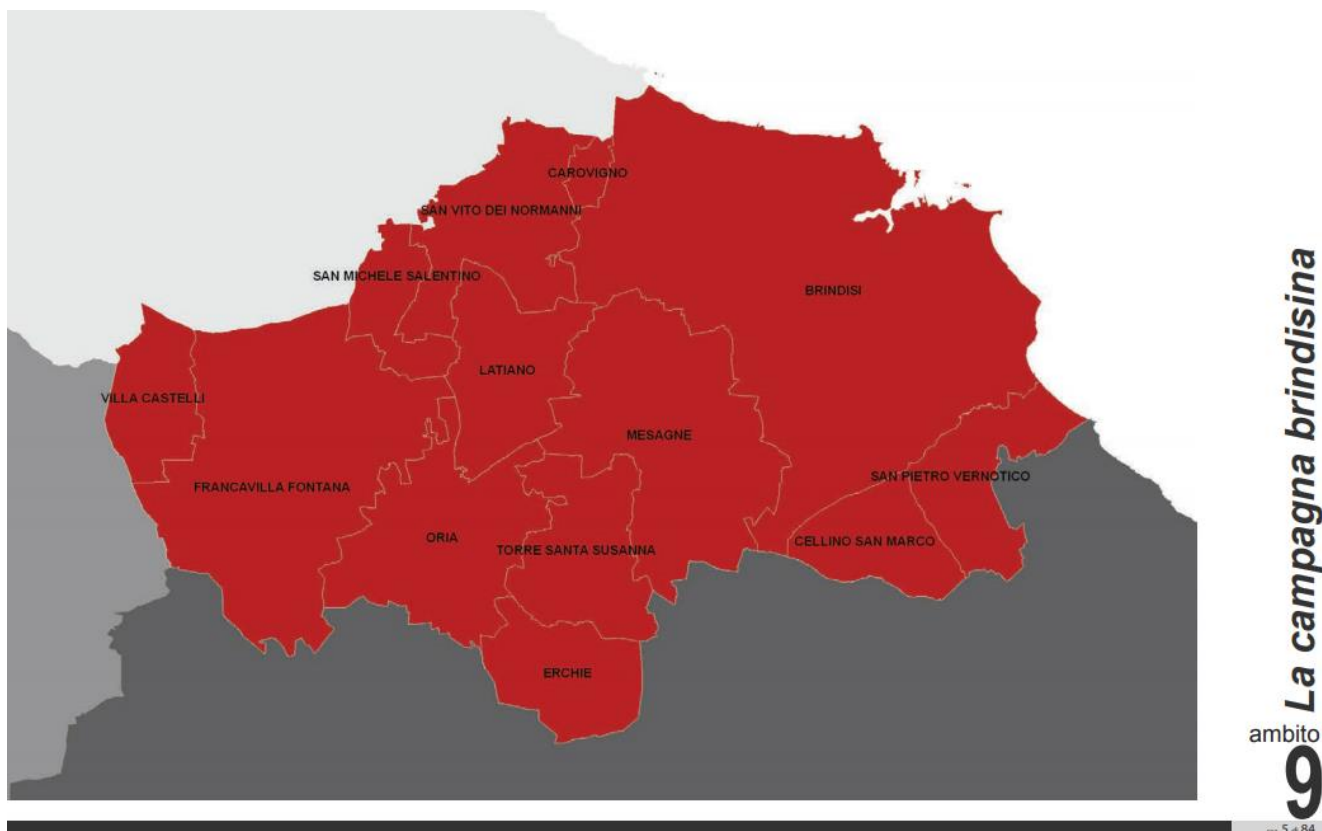 CAROVIGNO
SAN VITO DEI NORMANNI
SAN MICHELE SALENTINO
BRINDISI
LATIANO
VILLA CASTELLI
MESAGNE
SAN PIETRO VERNOTICO
FRANCAVILLA FONTANA
ORIA
TORRE SANTA SUSANNA
CELLINO SAN MARCO
ERCHIE
La campagna brindisina
ambito
9